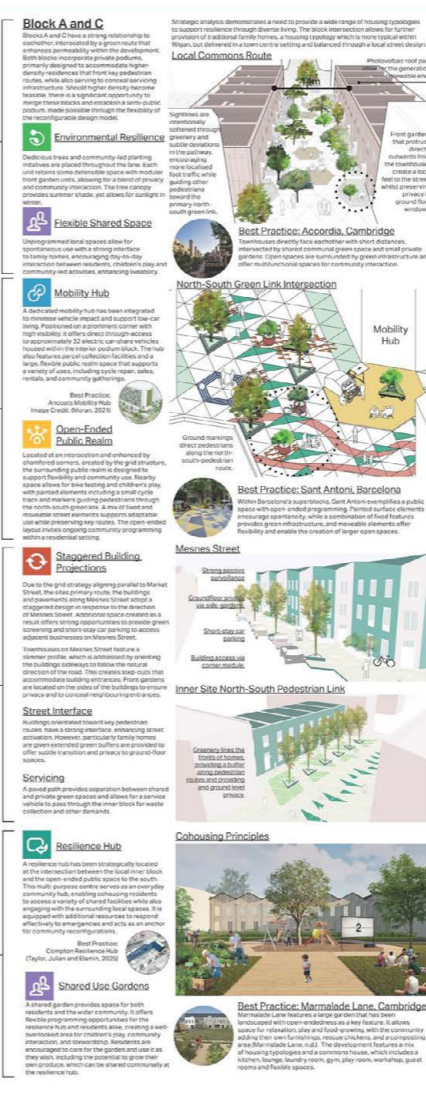 Block A and C
Blocks A and C have a strong relationship to
eachother, intersected by a green route that
enhances permeability within the development.
Both blocks incorporate private podiums,
primarily designed to accommodate higher-
density residences that front key pedestrian
routes, while also serving to conceal servicing
infrastructure. Should higher density become
feasible, there is a significant opportunity to
merge these blocks and establish a semi-public
podium, made possible through the flexibility of
the reconfigurable design model.
Environmental Resilience
Dedicious trees and community-led planting
initiatives are placed throughout the lane. Each
unit retains some defensible space with modular
front garden units, allowing for a blend of privacy
and community interaction. The tree canopy
provides summer shade, yet allows for sunlight in
winter.
Flexible Shared Space
Unprogrammed local spaces allow for
spontaneous use with a strong interface
to family homes, encouraging day-to-day
interaction between residents, children's play and
community-led activities, enhancing liveability.
Mobility Hub
A dedicated mobility hub has been integrated
to minimise vehicle impact and support low-car
living. Positioned on a prominent corner with
high visibility, it offers direct through-access
to approximately 32 electric car-share vehicles
housed within the interior podium block. The hub
also features parcel collection facilities and a
large, flexible public realm space that supports
a variety of uses, including cycle repair, sales,
rentals, and community gatherings.
Best Practice:
Ancoats Mobility Hub
Image Credit: (Moran, 2021)
Open-Ended
Public Realm
Located at an intersection and enhanced by
chamfered corners, created by the grid structure,
the surrounding public realm is designed to
support flexibility and community use. Nearby
space allows for bike testing and children's play,
with painted elements including a small cycle
track and markers guiding pedestrians through
the north-south green link. A mix of fixed and
moveable street elements supports adaptable
use while preserving key routes. The open-ended
layout invites ongoing community programming
within a residential setting.
Staggered Building
Projections
Due to the grid strategy aligning parallel to Market
Street, the sites primary route, the buildings
and pavements along Mesnes Street adopt a
staggered design in response to the direction
of Mesnes Street. Additional space created as a
result offers strong opportunities to provide green
screening and short-stay car parking to access
adjacent businesses on Mesnes Street.
Townhouses on Mesnes Street feature a
slimmer profile, which is addressed by orienting
the buildings sideways to follow the natural
direction of the road. This creates step-outs that
accommodate building entrances. Front gardens
are located on the sides of the buildings to ensure
privacy and to conceal neighbouring entrances.
Street Interface
Buildings orientated toward key pedestrian
routes, have a strong interface, enhancing street
activation. However, particularly family homes
are given extended green buffers are provided to
offer subtle transition and privacy to ground-floor
spaces.
Servicing
A paved path provides separation between shared
and private green spaces and allows for a service
vehicle to pass through the inner block for waste
collection and other demands.
Resilience Hub
A resilience hub has been strategically located
at the intersection between the local inner block
and the open-ended public space to the south.
This multi-purpose centre serves as an everyday
community hub, enabling cohousing residents
to access a variety of shared facilities while also
engaging with the surrounding local spaces. It is
equipped with additional resources to respond
effectively to emergencies and acts as an anchor
for community reconfigurations.
Best Practice:
Compton Resilience Hub
(Taylor, Julian and Elamin, 2025)
Shared Use Gardens
A shared garden provides space for both
residents and the wider community. It offers
flexible programming opportunities for the
resilience hub and residents alike, creating a well-
overlooked area for children's play, community
interaction, and stewardship. Residents are
encouraged to care for the garden and use it as
they wish, including the potential to grow their
own produce, which can be shared communally at
the resilience hub.
Strategic analysis demonstrates a need to provide a wide range of housing typologies
to support resilience through diverse living. The block intersection allows for further
provision of traditional family homes, a housing typology which is more typical within
Wigan, but delivered in a town centre setting and balanced through a local street design.
Local Commons Route
Photovoltaic roof pa
allow for the generatio
Sightlines are
intentionally
softened through
greenery and
subtle deviations
in the pathway,
encouraging
more localised
foot traffic while
guiding other
pedestrians
toward the
primary north-
south green link.
Front garden
that protrud
direct
outwards fro
the townhous
create a loc
feel to the stree
whilst preservin
privacy
ground floo
window
Best Practice: Accordia, Cambridge
Townhouses directly face eachother with short distances,
intersected by shared communal green space and small private
gardens. Open spaces are surrounded by green infrastructure an
offer multifunctional spaces for community interaction.
North-South Green Link Intersection
Mobility
Hub
Ground markings
direct pedestrians
along the north-
south-pedestrian
route.
Best Practice: Sant Antoni, Barcelona
Within Barcelona's superblocks, Sant Antoni exemplifies a public
space with open-ended programming. Painted surface elements
encourage spontaneity, while a combination of fixed features
provides green infrastructure, and moveable elements offer
flexibility and enable the creation of larger open spaces.
Mesnes Street
Strong passive
surveillance
Groundfloor privacy
via side gardens.
Short-stay car
parking
Building access via
corner module.
Inner Site North-South Pedestrian Link
Greenery lines the
fronts of homes,
providing a buffer
along pedestrian
routes and providing
and ground level
privacy.
Cohousing Principles
2
Best Practice: Marmalade Lane, Cambridge
Marmalade Lane features a large garden that has been
landscaped with open-endedness as a key feature. It allows
space for relaxation, play and food-growing, with the community
adding their own furnishings, rescue chickens, and a composting
area (Marmalade Lane, n.d.). The development features a mix
of housing typologies and a commons house, which includes a
kitchen, lounge, laundry room, gym, play room, workshop, guest
rooms and flexible spaces.